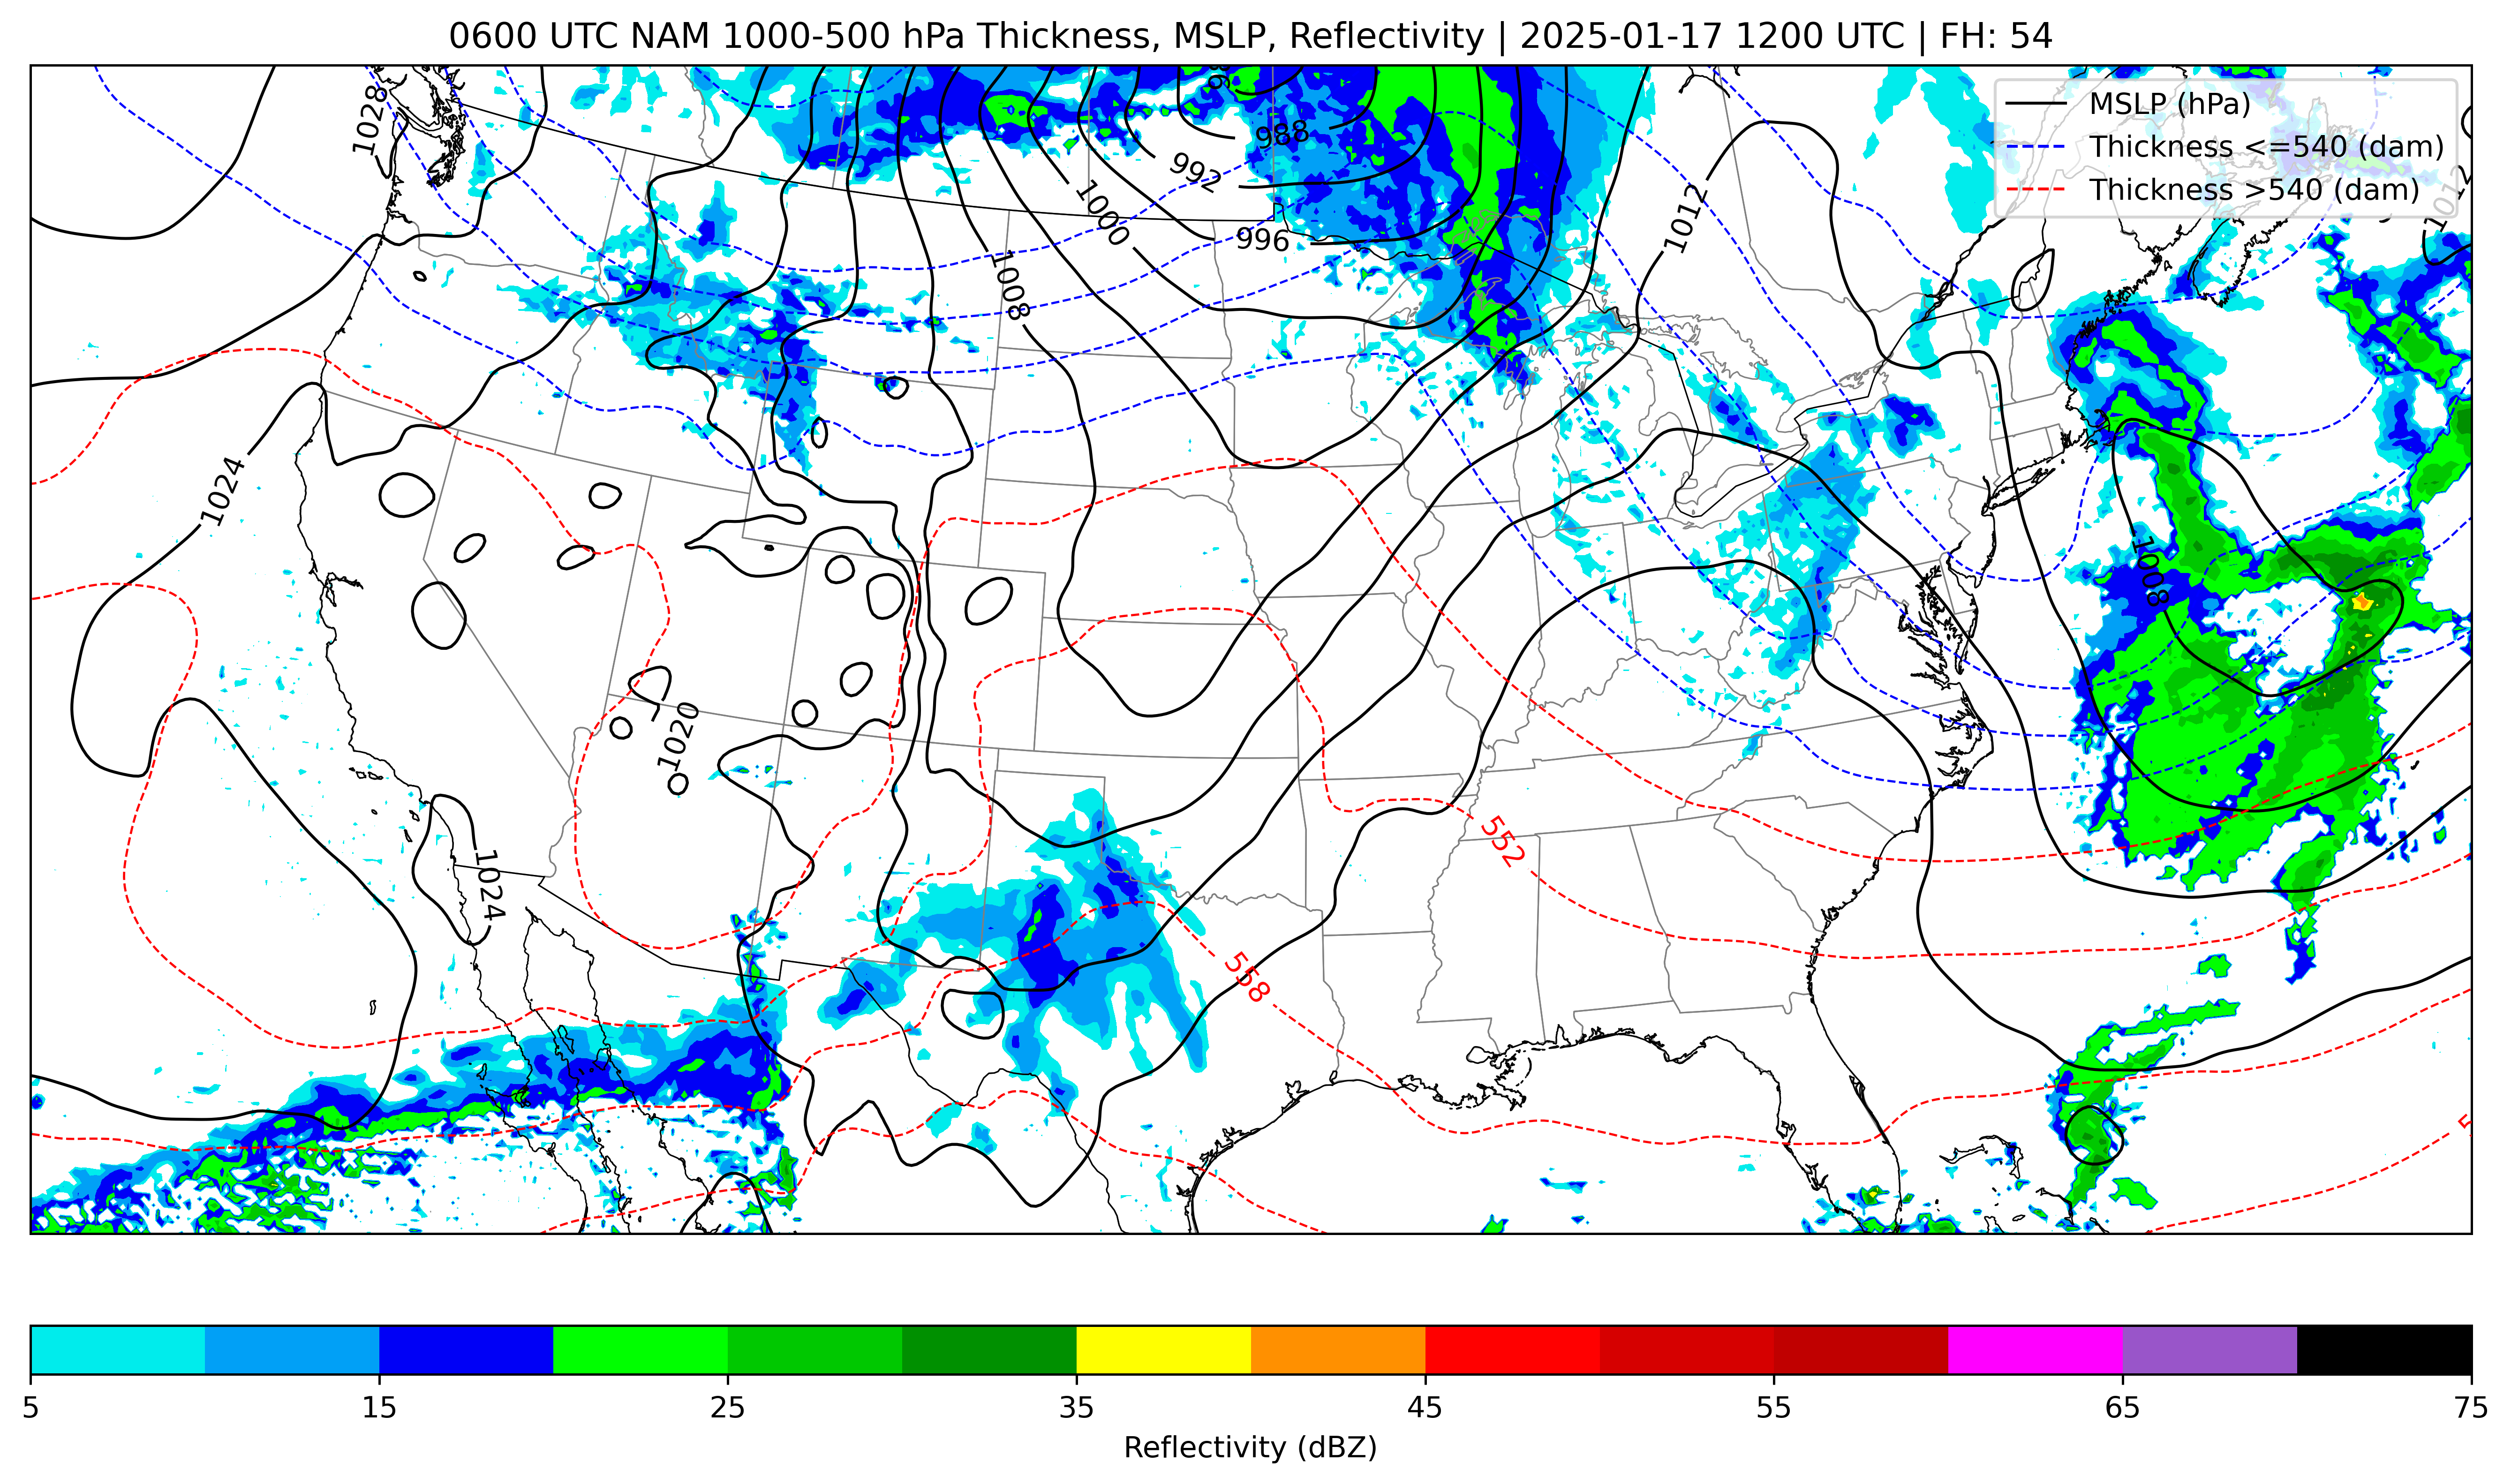 0600 UTC NAM 1000-500 hPa Thickness, MSLP, Reflectivity | 2025-01-17 1200 UTC | FH: 54
MSLP (hPa)
Thickness <=540 (dam)
Thickness >540 (dam)
1028
988
992
1000
996
1008
1012
1012
1024
1008
1020
1024
552
558
5 15 25 35 45 55 65 75
Reflectivity (dBZ)